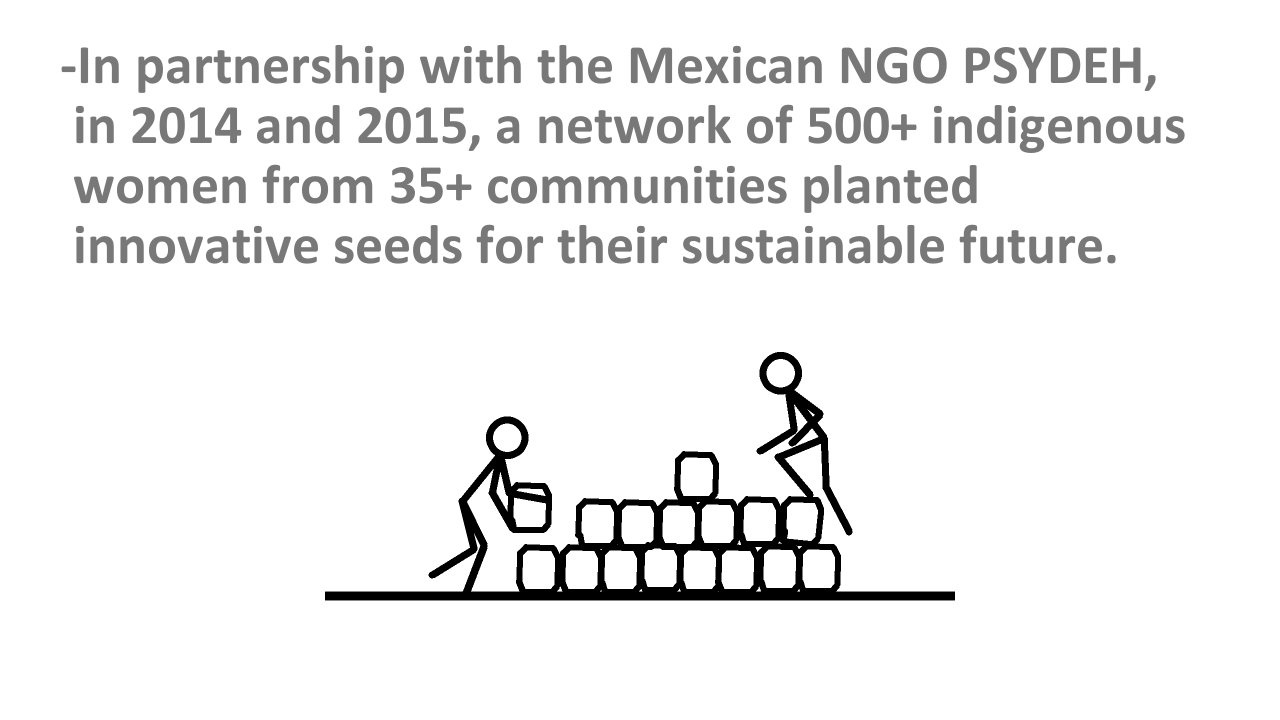 -In partnership with the Mexican NGO PSYDEH,
in 2014 and 2015, a network of 500+ indigenous
women from 35+ communities planted
innovative seeds for their sustainable future.